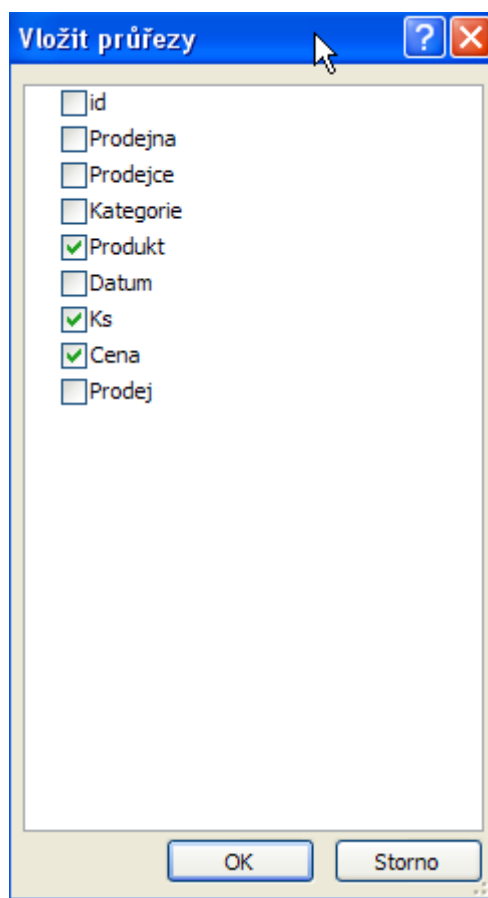 Vložit průřezy
id
Prodejna
Prodejce
Kategorie
Produkt
Datum
Ks
Cena
Prodej
OK Storno